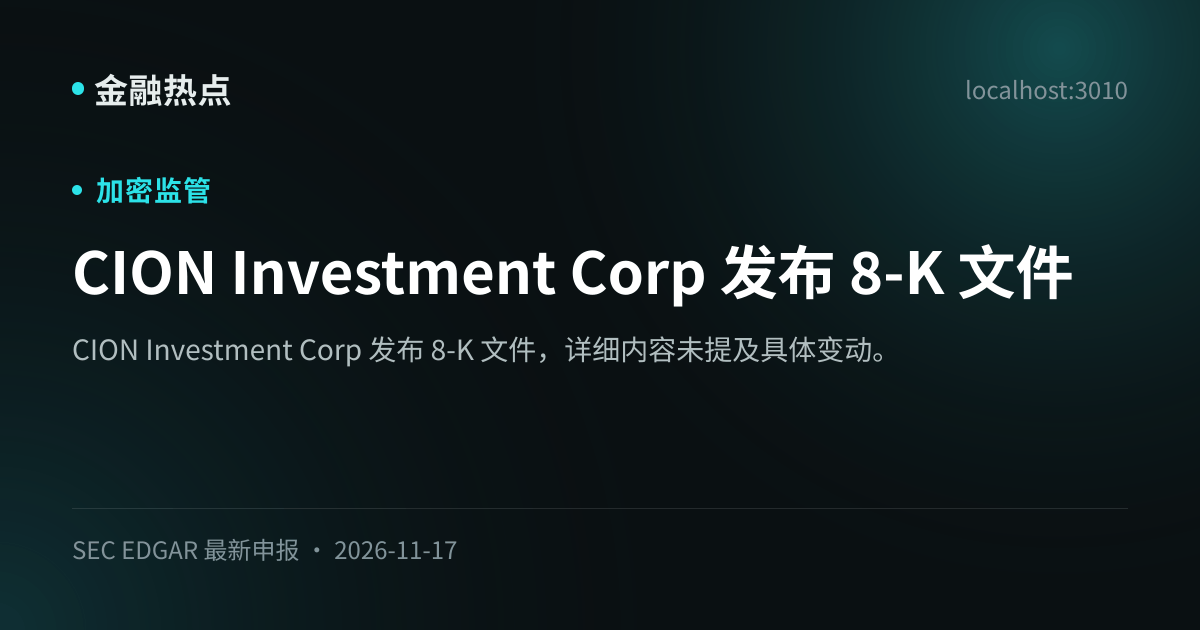 金融热点
localhost:3010
加密监管
CION Investment Corp 发布 8-K 文件
CION Investment Corp 发布 8-K 文件，详细内容未提及具体变动。
SEC EDGAR 最新申报 · 2026-11-17